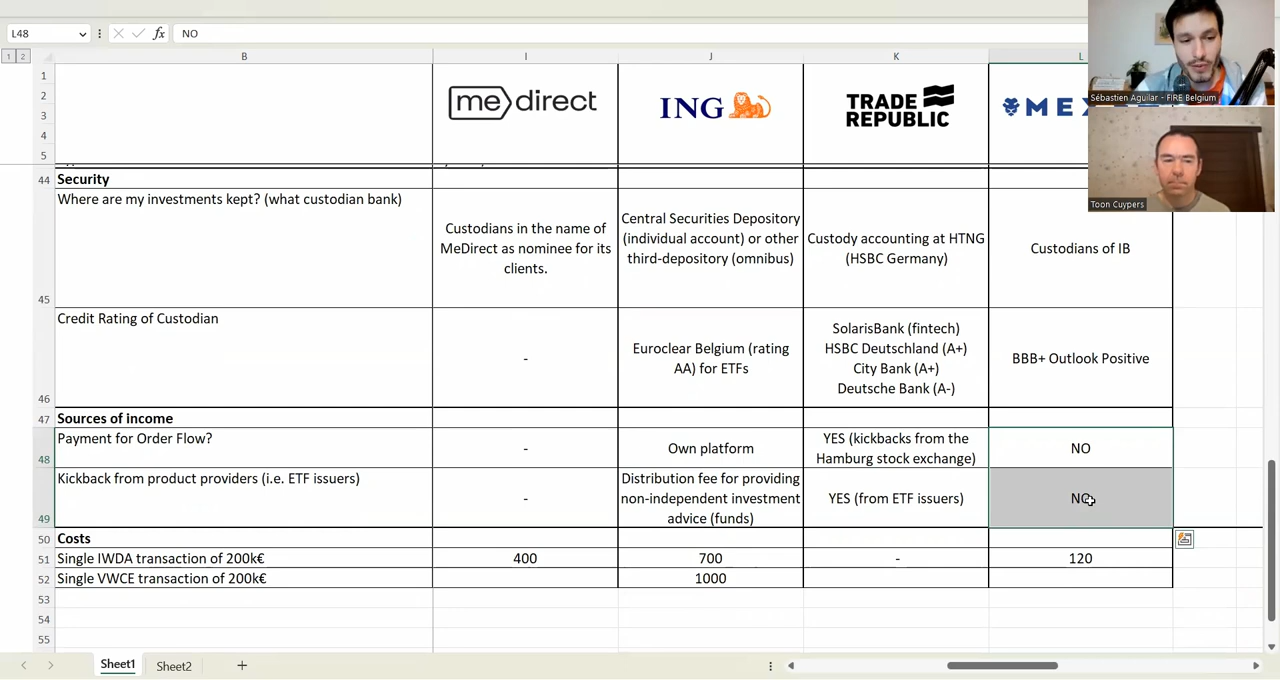 L48
NO
1 2
B I J K L
1
2
3
4
5
me direct
ING
TRADE
REPUBLIC
MEX
Sébastien Aguilar - FIRE Belgium
Toon Cuypers
44 Security
45 Where are my investments kept? (what custodian bank)
Custodians in the name of
MeDirect as nominee for its
clients.
Central Securities Depository
(individual account) or other
third-depository (omnibus)
Custody accounting at HTNG
(HSBC Germany)
Custodians of IB
46 Credit Rating of Custodian
-
Euroclear Belgium (rating
AA) for ETFs
SolarisBank (fintech)
HSBC Deutschland (A+)
City Bank (A+)
Deutsche Bank (A-)
BBB+ Outlook Positive
47 Sources of income
48 Payment for Order Flow?
-
Own platform
YES (kickbacks from the
Hamburg stock exchange)
NO
49 Kickback from product providers (i.e. ETF issuers)
-
Distribution fee for providing
non-independent investment
advice (funds)
YES (from ETF issuers)
NO
50 Costs
51 Single IWDA transaction of 200k€ 400 700 - 120
52 Single VWCE transaction of 200k€ 1000
53
54
55
Sheet1 Sheet2